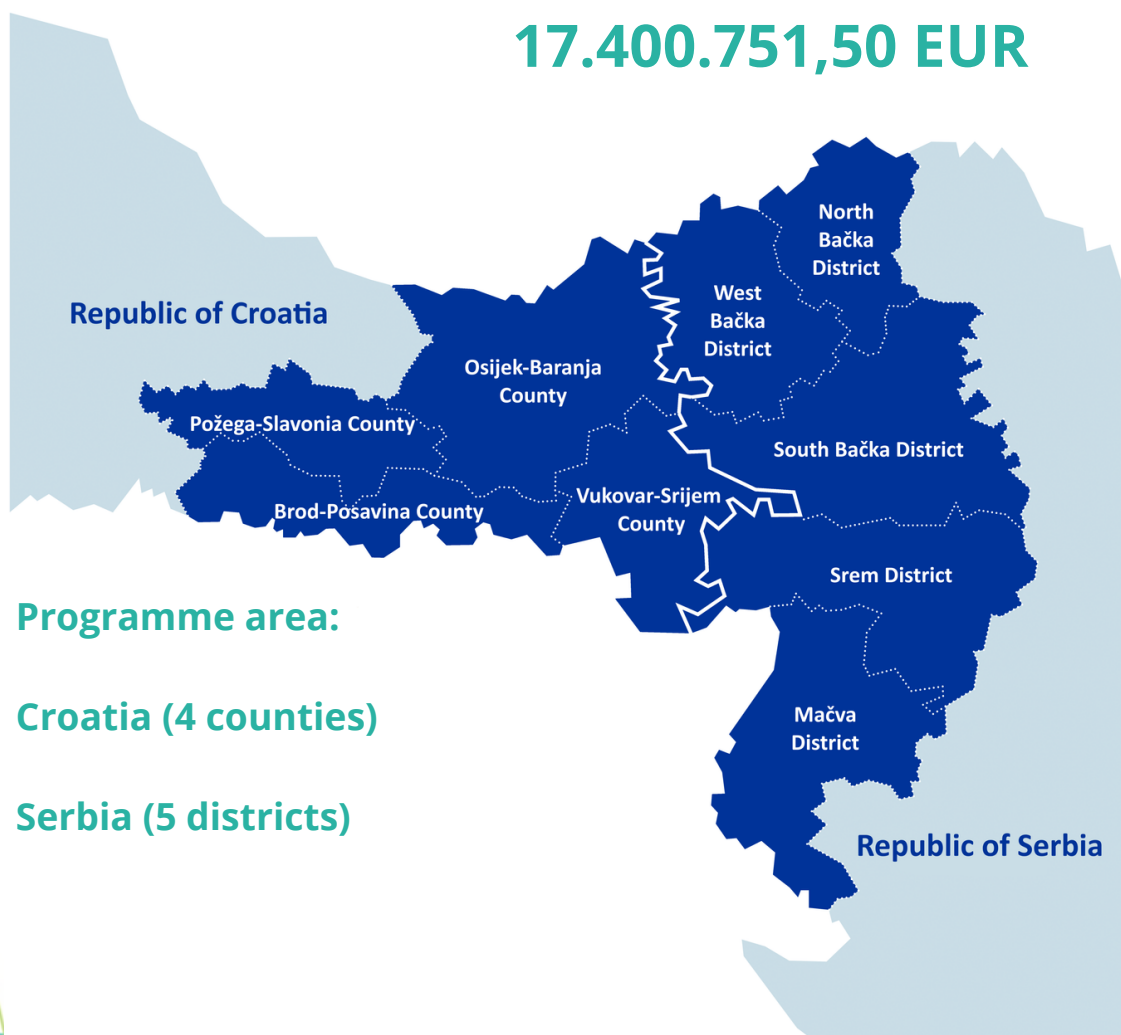 17.400.751,50 EUR
North
Bačka
District
West
Bačka
District
Republic of Croatia
Osijek-Baranja
County
Požega-Slavonia County
South Bačka District
Vukovar-Srijem
County
Brod-Posavina County
Srem District
Programme area:
Croatia (4 counties)
Mačva
District
Serbia (5 districts)
Republic of Serbia